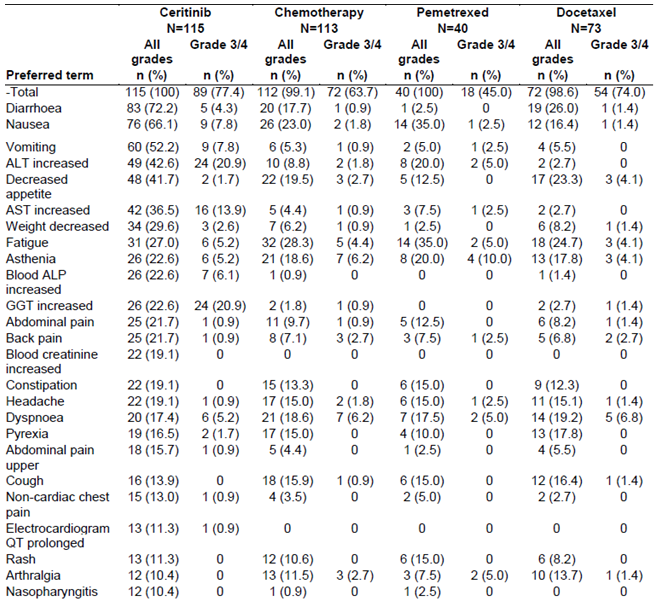 Ceritinib Chemotherapy Pemetrexed Docetaxel
N=115 N=113 N=40 N=73
All grades Grade 3/4 All grades Grade 3/4 All grades Grade 3/4 All grades Grade 3/4
Preferred term n (%) n (%) n (%) n (%) n (%) n (%) n (%) n (%)
-Total 115 (100) 89 (77.4) 112 (99.1) 72 (63.7) 40 (100) 18 (45.0) 72 (98.6) 54 (74.0)
Diarrhoea 83 (72.2) 5 (4.3) 20 (17.7) 1 (0.9) 1 (2.5) 0 19 (26.0) 1 (1.4)
Nausea 76 (66.1) 9 (7.8) 26 (23.0) 2 (1.8) 14 (35.0) 1 (2.5) 12 (16.4) 1 (1.4)
Vomiting 60 (52.2) 9 (7.8) 6 (5.3) 1 (0.9) 2 (5.0) 1 (2.5) 4 (5.5) 0
ALT increased 49 (42.6) 24 (20.9) 10 (8.8) 2 (1.8) 8 (20.0) 2 (5.0) 2 (2.7) 0
Decreased 48 (41.7) 2 (1.7) 22 (19.5) 3 (2.7) 5 (12.5) 0 17 (23.3) 3 (4.1)
appetite
AST increased 42 (36.5) 16 (13.9) 5 (4.4) 1 (0.9) 3 (7.5) 1 (2.5) 2 (2.7) 0
Weight decreased 34 (29.6) 3 (2.6) 7 (6.2) 1 (0.9) 1 (2.5) 0 6 (8.2) 1 (1.4)
Fatigue 31 (27.0) 6 (5.2) 32 (28.3) 5 (4.4) 14 (35.0) 2 (5.0) 18 (24.7) 3 (4.1)
Asthenia 26 (22.6) 6 (5.2) 21 (18.6) 7 (6.2) 8 (20.0) 4 (10.0) 13 (17.8) 3 (4.1)
Blood ALP 26 (22.6) 7 (6.1) 1 (0.9) 0 0 0 1 (1.4) 0
increased
GGT increased 26 (22.6) 24 (20.9) 2 (1.8) 1 (0.9) 0 0 2 (2.7) 1 (1.4)
Abdominal pain 25 (21.7) 1 (0.9) 11 (9.7) 1 (0.9) 5 (12.5) 0 6 (8.2) 1 (1.4)
Back pain 25 (21.7) 1 (0.9) 8 (7.1) 3 (2.7) 3 (7.5) 1 (2.5) 5 (6.8) 2 (2.7)
Blood creatinine 22 (19.1) 0 0 0 0 0 0 0
increased
Constipation 22 (19.1) 0 15 (13.3) 0 6 (15.0) 0 9 (12.3) 0
Headache 22 (19.1) 1 (0.9) 17 (15.0) 2 (1.8) 6 (15.0) 1 (2.5) 11 (15.1) 1 (1.4)
Dyspnoea 20 (17.4) 6 (5.2) 21 (18.6) 7 (6.2) 7 (17.5) 2 (5.0) 14 (19.2) 5 (6.8)
Pyrexia 19 (16.5) 2 (1.7) 17 (15.0) 0 4 (10.0) 0 13 (17.8) 0
Abdominal pain 18 (15.7) 1 (0.9) 5 (4.4) 0 1 (2.5) 0 4 (5.5) 0
upper
Cough 16 (13.9) 0 18 (15.9) 1 (0.9) 6 (15.0) 0 12 (16.4) 1 (1.4)
Non-cardiac chest 15 (13.0) 1 (0.9) 4 (3.5) 0 2 (5.0) 0 2 (2.7) 0
pain
Electrocardiogram 13 (11.3) 1 (0.9) 0 0 0 0 0 0
QT prolonged
Rash 13 (11.3) 0 12 (10.6) 0 6 (15.0) 0 6 (8.2) 0
Arthralgia 12 (10.4) 0 13 (11.5) 3 (2.7) 3 (7.5) 2 (5.0) 10 (13.7) 1 (1.4)
Nasopharyngitis 12 (10.4) 0 1 (0.9) 0 1 (2.5) 0 0 0